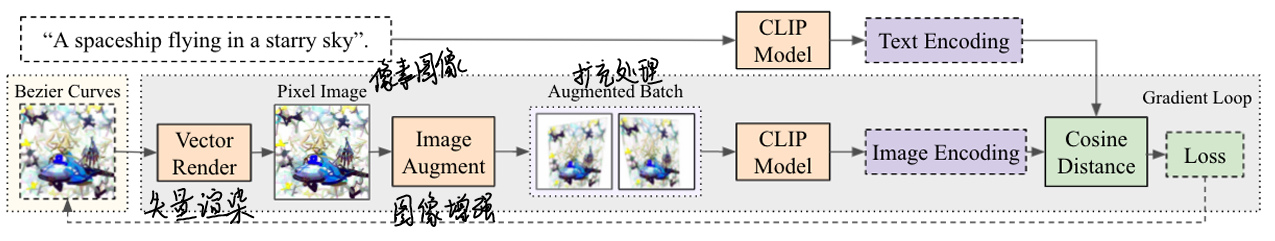 “A spaceship flying in a starry sky”.
CLIP
Model
Text Encoding
像素图像
扩充处理
Bezier Curves
Pixel Image
Augmented Batch
Gradient Loop
Vector
Render
Image
Augment
CLIP
Model
Image Encoding
Cosine
Distance
Loss
矢量渲染
图像增强